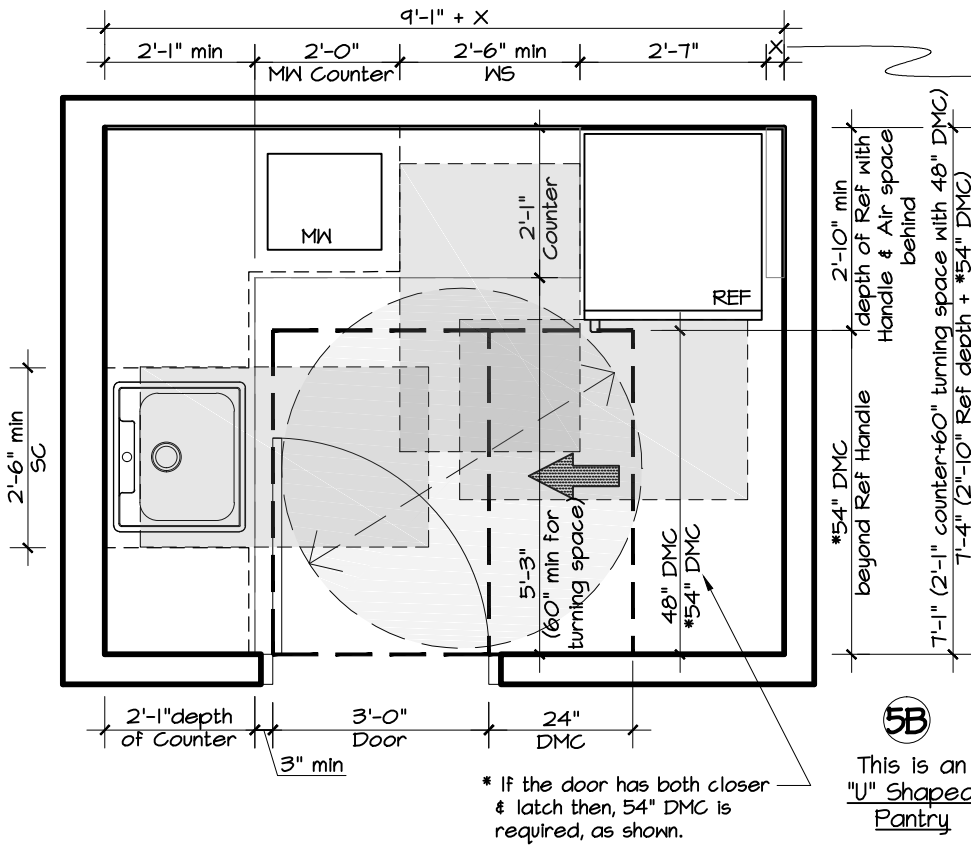 9'-1" + X
2'-1" min
2'-0"
2'-6" min
2'-7"
X
MW Counter
WS
MW
2'-1"
Counter
REF
2'-10" min
depth of Ref with
Handle & Air space
behind
7'-1" (2'-1" counter+60" turning space with 48" DMC)
7'-4" (2'-10" Ref depth + *54" DMC)
2'-6" min
SC
5'-3"
(60" min for
turning space)
48" DMC
*54" DMC
*54" DMC
beyond Ref Handle
2'-1"depth
of Counter
3'-0"
Door
24"
DMC
3" min
* If the door has both closer
& latch then, 54" DMC is
required, as shown.
5B
This is an
"U" Shaped
Pantry